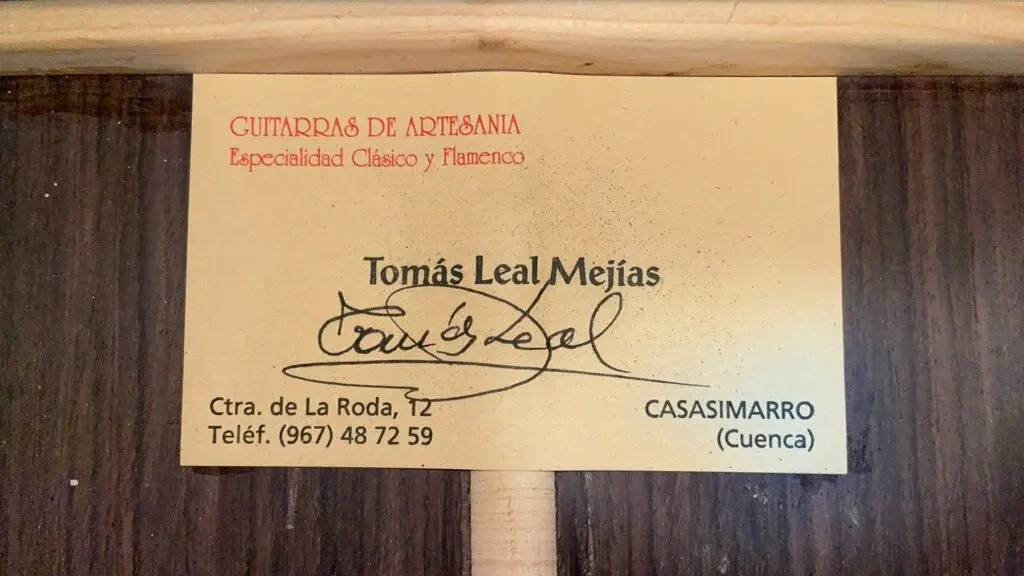 GUITARRAS DE ARTESANIA
Especialidad Clásico y Flamenco
Tomás Leal Mejías
Tomás Leal
Ctra. de La Roda, 12
Teléf. (967) 48 72 59
CASASIMARRO
(Cuenca)